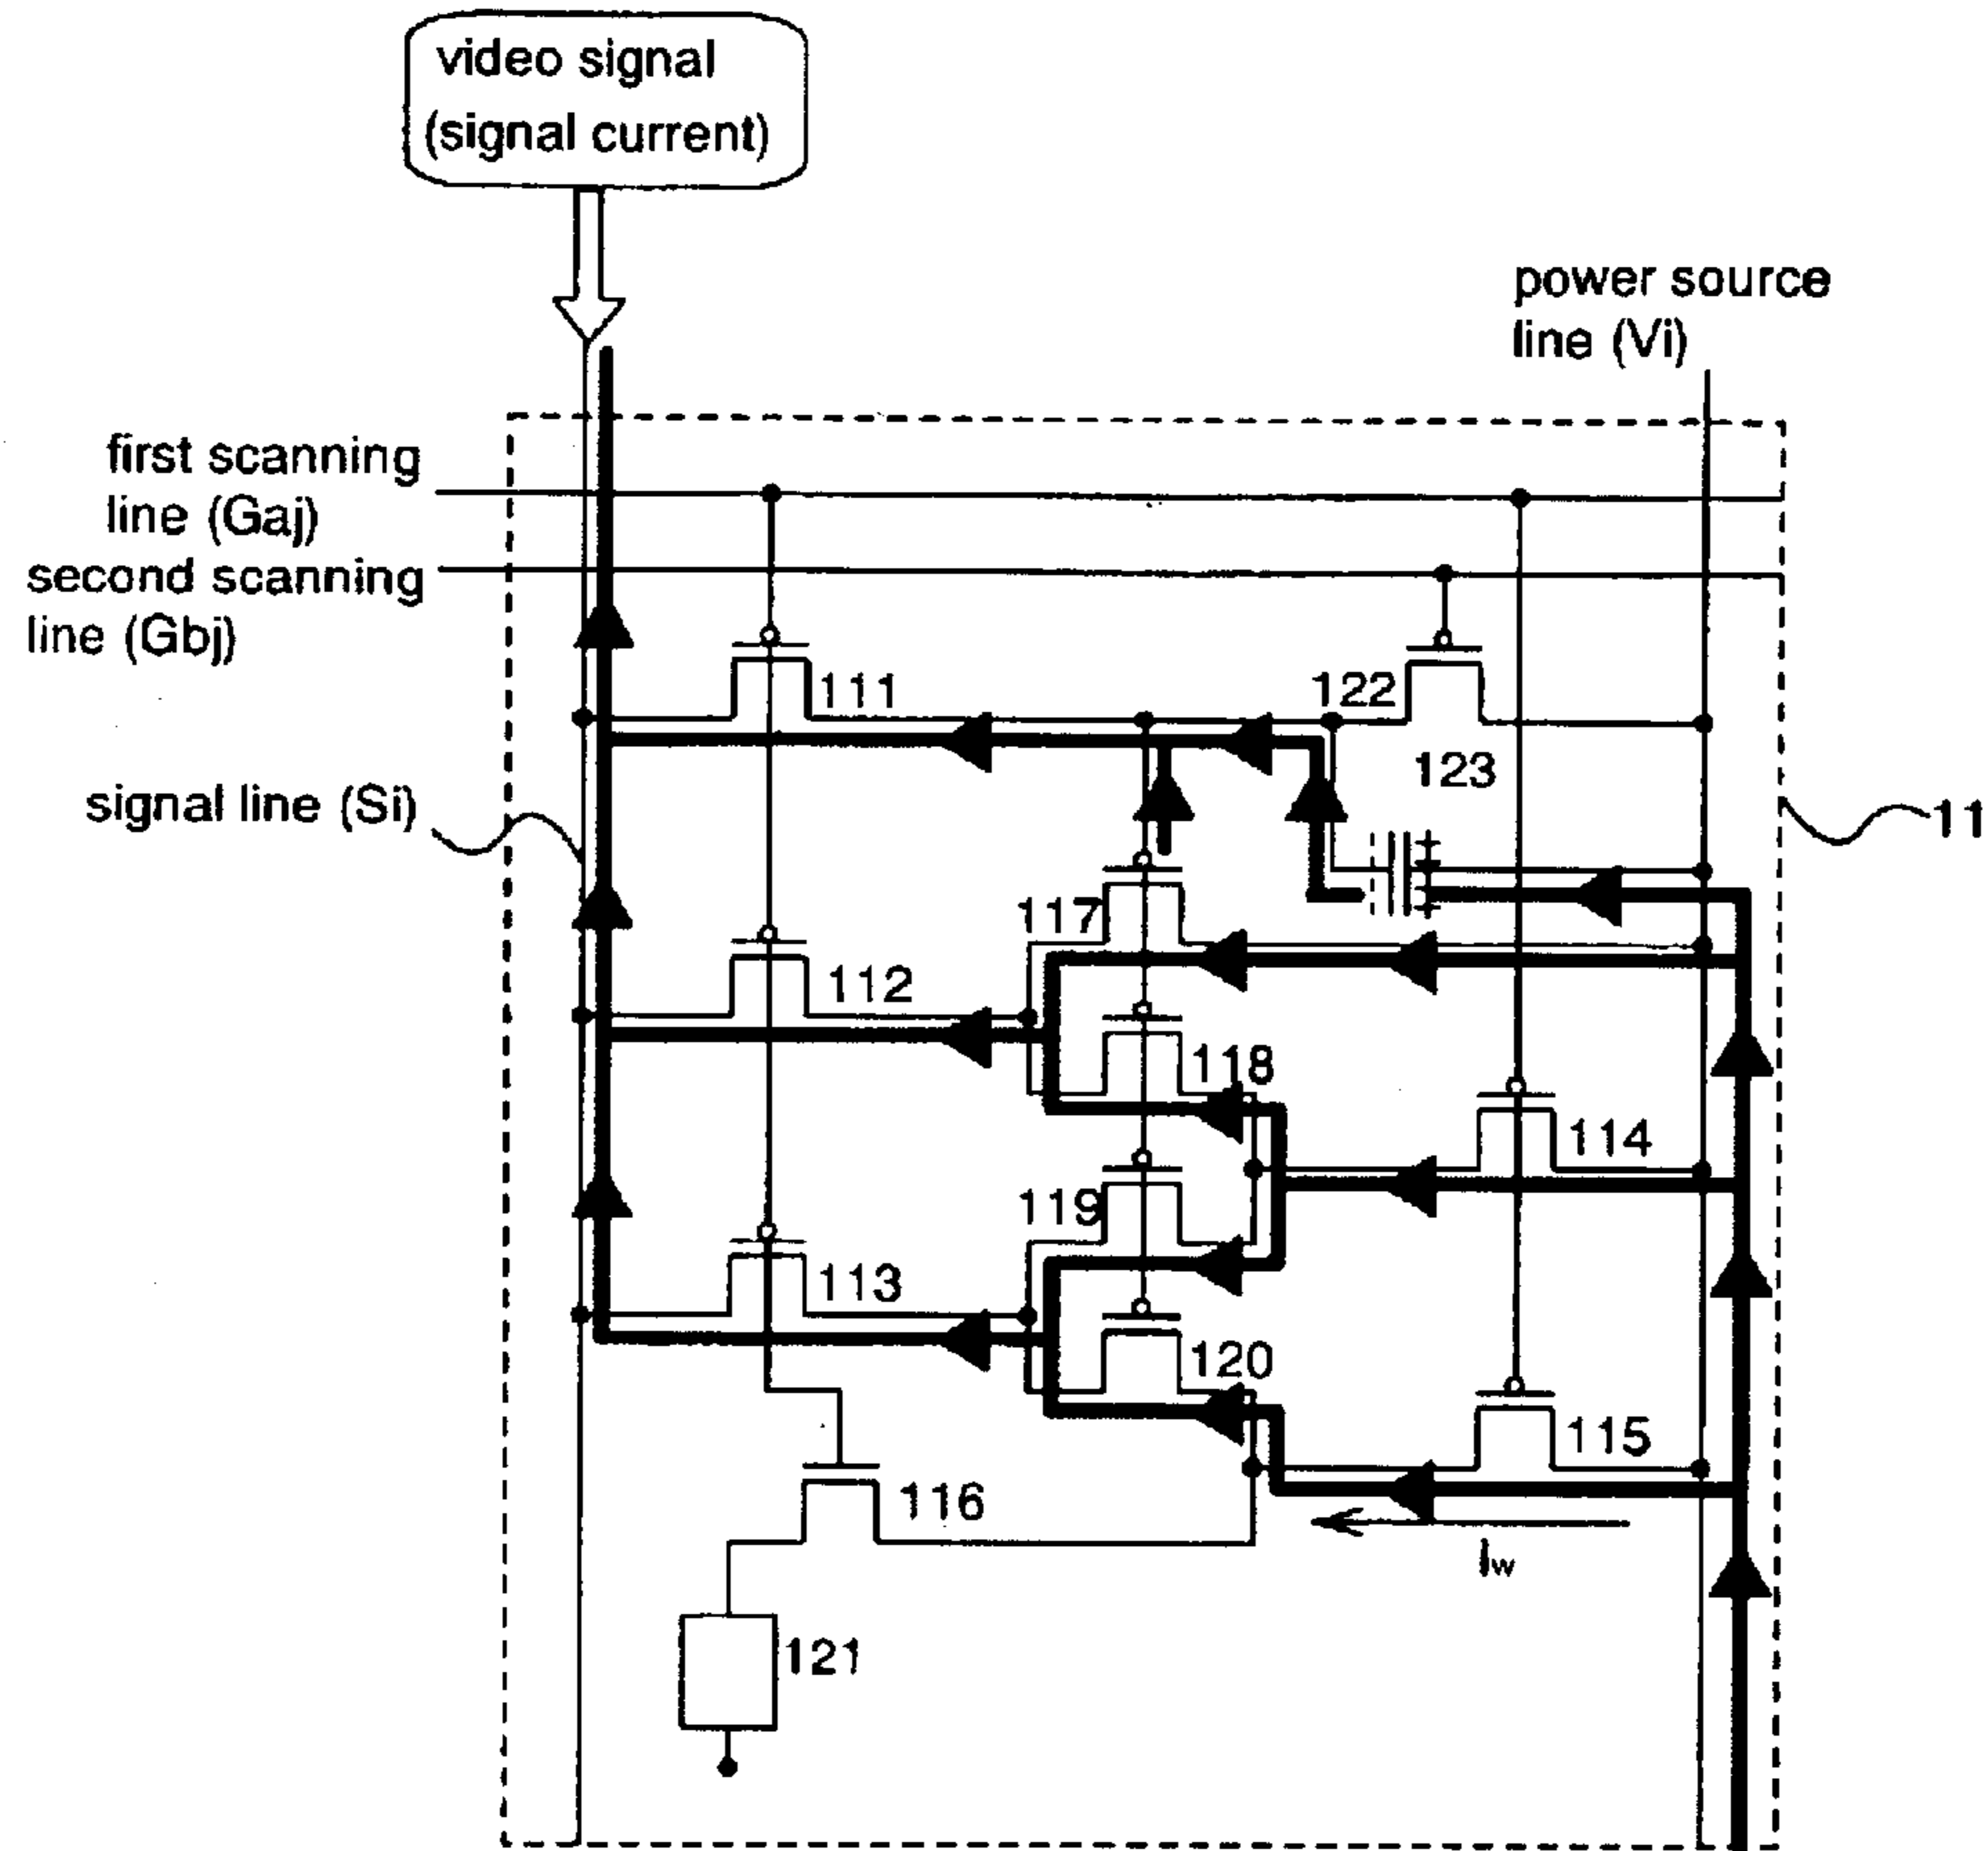 video signal
(signal current)
power source
line (Vi)
first scanning
line (Gaj)
second scanning
line (Gbj)
111
122
123
signal line (Si)
11
117
112
118
114
119
113
120
115
116
Iw
121